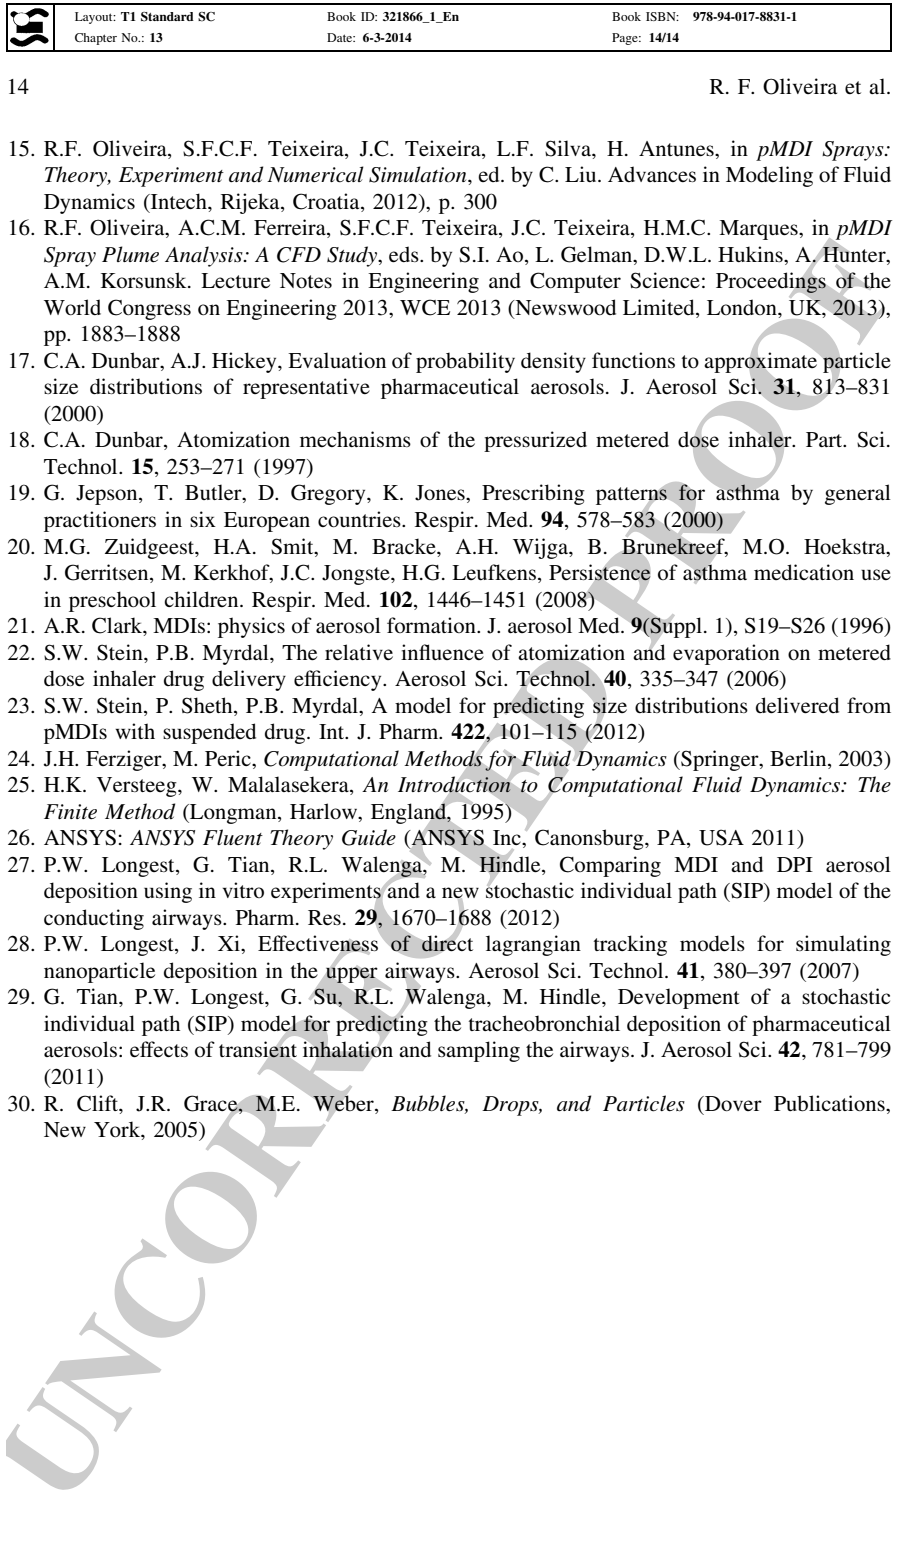 Layout: T1 Standard SC Book ID: 321866_1_En Book ISBN: 978-94-017-8831-1
Chapter No.: 13 Date: 6-3-2014 Page: 14/14
14 R. F. Oliveira et al.
15. R.F. Oliveira, S.F.C.F. Teixeira, J.C. Teixeira, L.F. Silva, H. Antunes, in pMDI Sprays:
Theory, Experiment and Numerical Simulation, ed. by C. Liu. Advances in Modeling of Fluid
Dynamics (Intech, Rijeka, Croatia, 2012), p. 300
16. R.F. Oliveira, A.C.M. Ferreira, S.F.C.F. Teixeira, J.C. Teixeira, H.M.C. Marques, in pMDI
Spray Plume Analysis: A CFD Study, eds. by S.I. Ao, L. Gelman, D.W.L. Hukins, A. Hunter,
A.M. Korsunsk. Lecture Notes in Engineering and Computer Science: Proceedings of the
World Congress on Engineering 2013, WCE 2013 (Newswood Limited, London, UK, 2013),
pp. 1883–1888
17. C.A. Dunbar, A.J. Hickey, Evaluation of probability density functions to approximate particle
size distributions of representative pharmaceutical aerosols. J. Aerosol Sci. 31, 813–831
(2000)
18. C.A. Dunbar, Atomization mechanisms of the pressurized metered dose inhaler. Part. Sci.
Technol. 15, 253–271 (1997)
19. G. Jepson, T. Butler, D. Gregory, K. Jones, Prescribing patterns for asthma by general
practitioners in six European countries. Respir. Med. 94, 578–583 (2000)
20. M.G. Zuidgeest, H.A. Smit, M. Bracke, A.H. Wijga, B. Brunekreef, M.O. Hoekstra,
J. Gerritsen, M. Kerkhof, J.C. Jongste, H.G. Leufkens, Persistence of asthma medication use
in preschool children. Respir. Med. 102, 1446–1451 (2008)
21. A.R. Clark, MDIs: physics of aerosol formation. J. aerosol Med. 9(Suppl. 1), S19–S26 (1996)
22. S.W. Stein, P.B. Myrdal, The relative influence of atomization and evaporation on metered
dose inhaler drug delivery efficiency. Aerosol Sci. Technol. 40, 335–347 (2006)
23. S.W. Stein, P. Sheth, P.B. Myrdal, A model for predicting size distributions delivered from
pMDIs with suspended drug. Int. J. Pharm. 422, 101–115 (2012)
24. J.H. Ferziger, M. Peric, Computational Methods for Fluid Dynamics (Springer, Berlin, 2003)
25. H.K. Versteeg, W. Malalasekera, An Introduction to Computational Fluid Dynamics: The
Finite Method (Longman, Harlow, England, 1995)
26. ANSYS: ANSYS Fluent Theory Guide (ANSYS Inc, Canonsburg, PA, USA 2011)
27. P.W. Longest, G. Tian, R.L. Walenga, M. Hindle, Comparing MDI and DPI aerosol
deposition using in vitro experiments and a new stochastic individual path (SIP) model of the
conducting airways. Pharm. Res. 29, 1670–1688 (2012)
28. P.W. Longest, J. Xi, Effectiveness of direct lagrangian tracking models for simulating
nanoparticle deposition in the upper airways. Aerosol Sci. Technol. 41, 380–397 (2007)
29. G. Tian, P.W. Longest, G. Su, R.L. Walenga, M. Hindle, Development of a stochastic
individual path (SIP) model for predicting the tracheobronchial deposition of pharmaceutical
aerosols: effects of transient inhalation and sampling the airways. J. Aerosol Sci. 42, 781–799
(2011)
30. R. Clift, J.R. Grace, M.E. Weber, Bubbles, Drops, and Particles (Dover Publications,
New York, 2005)
UNCORRECTED PROOF